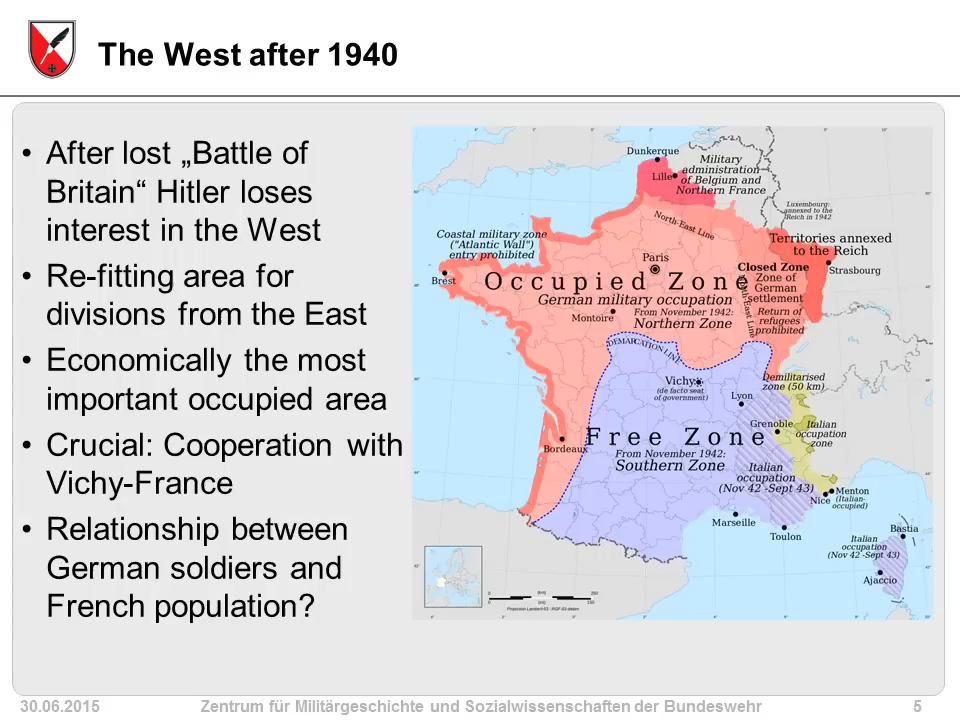 The West after 1940
• After lost „Battle of
Britain“ Hitler loses
interest in the West
• Re-fitting area for
divisions from the East
• Economically the most
important occupied area
• Crucial: Cooperation with
Vichy-France
• Relationship between
German soldiers and
French population?
Dunkerque
Lille
Military
administration
of Belgium and
Northern France
Luxembourg:
annexed to the
Reich in 1942
North-East Line
Coastal military zone
("Atlantic Wall")
entry prohibited
Territories annexed
to the Reich
Brest
Paris
Strasbourg
Occupied Zone
German military occupation
From November 1942:
Northern Zone
Montoire
Closed Zone
Zone of
German
settlement
Return of
refugees
prohibited
North-East Line
DEMARCATION LINE
Vichy
(de facto seat
of government)
Lyon
Demilitarised
zone (50 km)
Grenoble
Italian
occupation
zone
Bordeaux
Free Zone
From November 1942:
Southern Zone
Italian
occupation
(Nov 42 -Sept 43)
Menton
(Italian-
occupied)
Nice
Marseille
Toulon
Bastia
Italian
occupation
(Nov 42 -Sept 43)
Ajaccio
30.06.2015
Zentrum für Militärgeschichte und Sozialwissenschaften der Bundeswehr
5